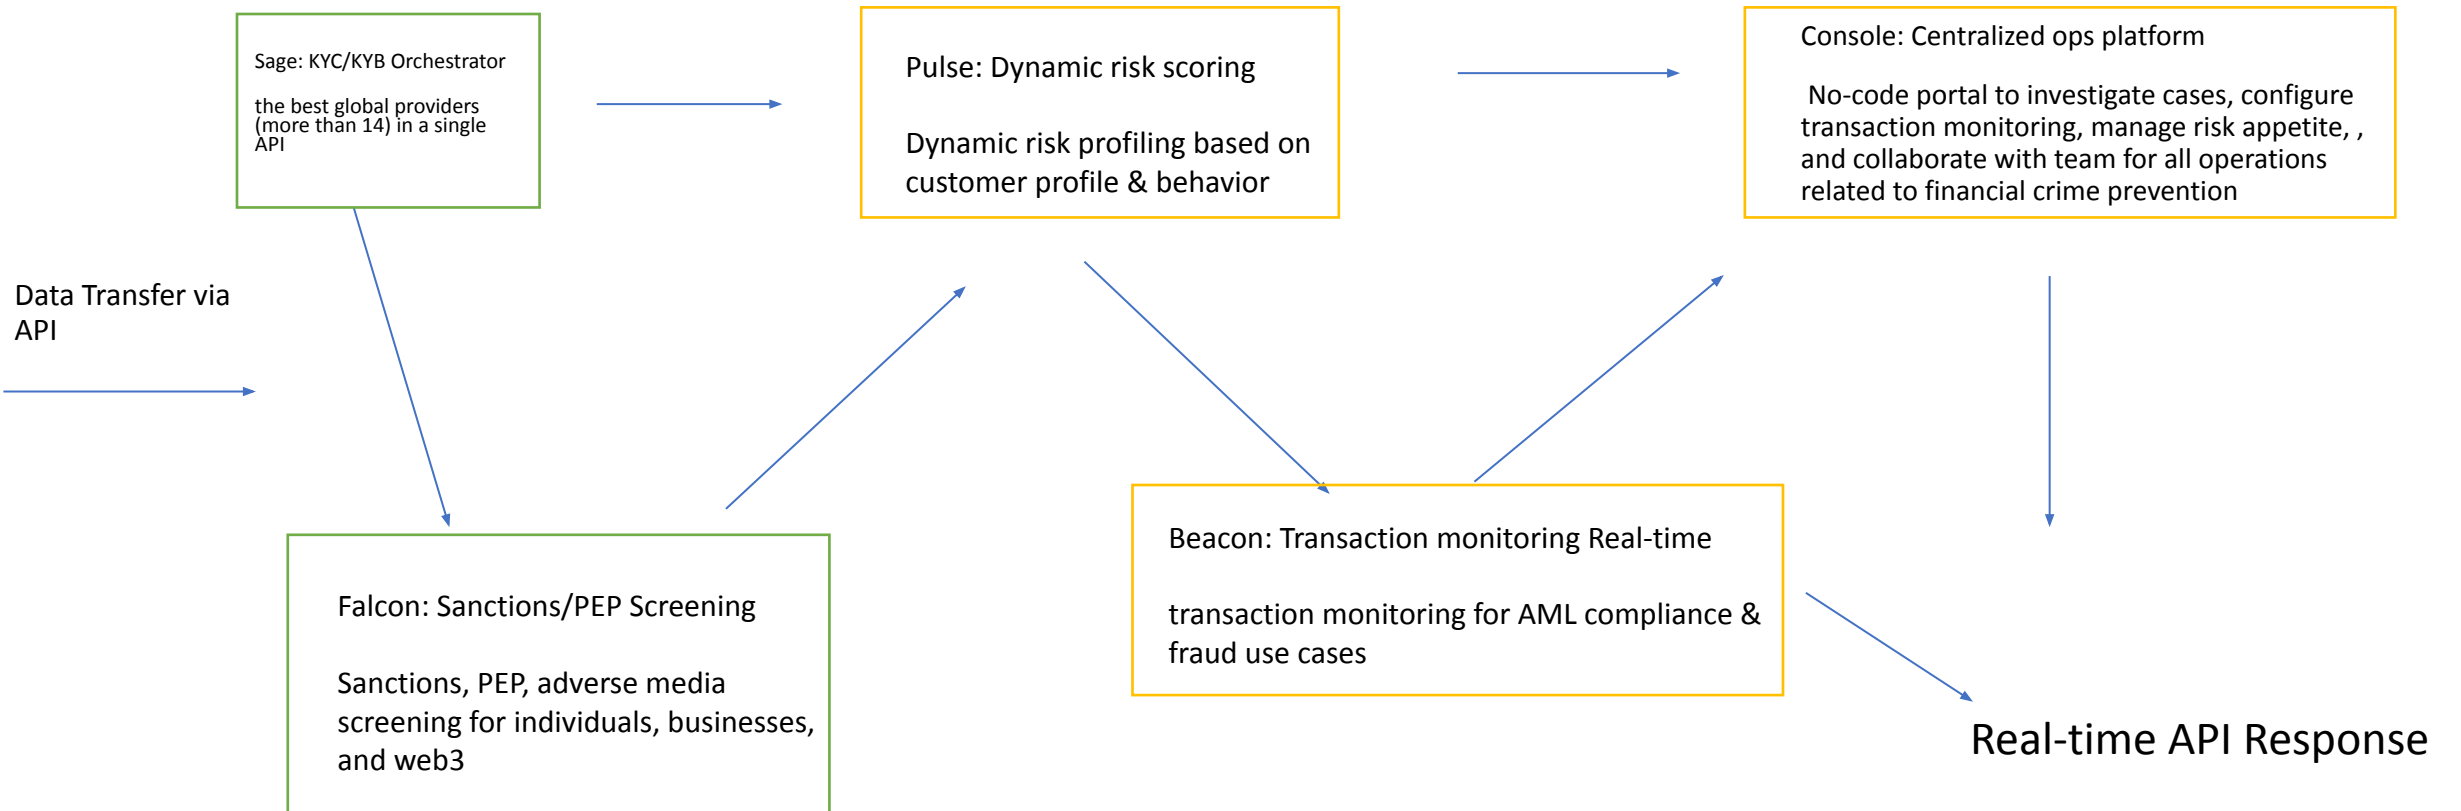 Sage: KYC/KYB Orchestrator
the best global providers
(more than 14) in a single
API
Pulse: Dynamic risk scoring
Dynamic risk profiling based on
customer profile & behavior
Console: Centralized ops platform
No-code portal to investigate cases, configure
transaction monitoring, manage risk appetite, ,
and collaborate with team for all operations
related to financial crime prevention
Data Transfer via
API
Falcon: Sanctions/PEP Screening
Sanctions, PEP, adverse media
screening for individuals, businesses,
and web3
Beacon: Transaction monitoring Real-time
transaction monitoring for AML compliance &
fraud use cases
Real-time API Response